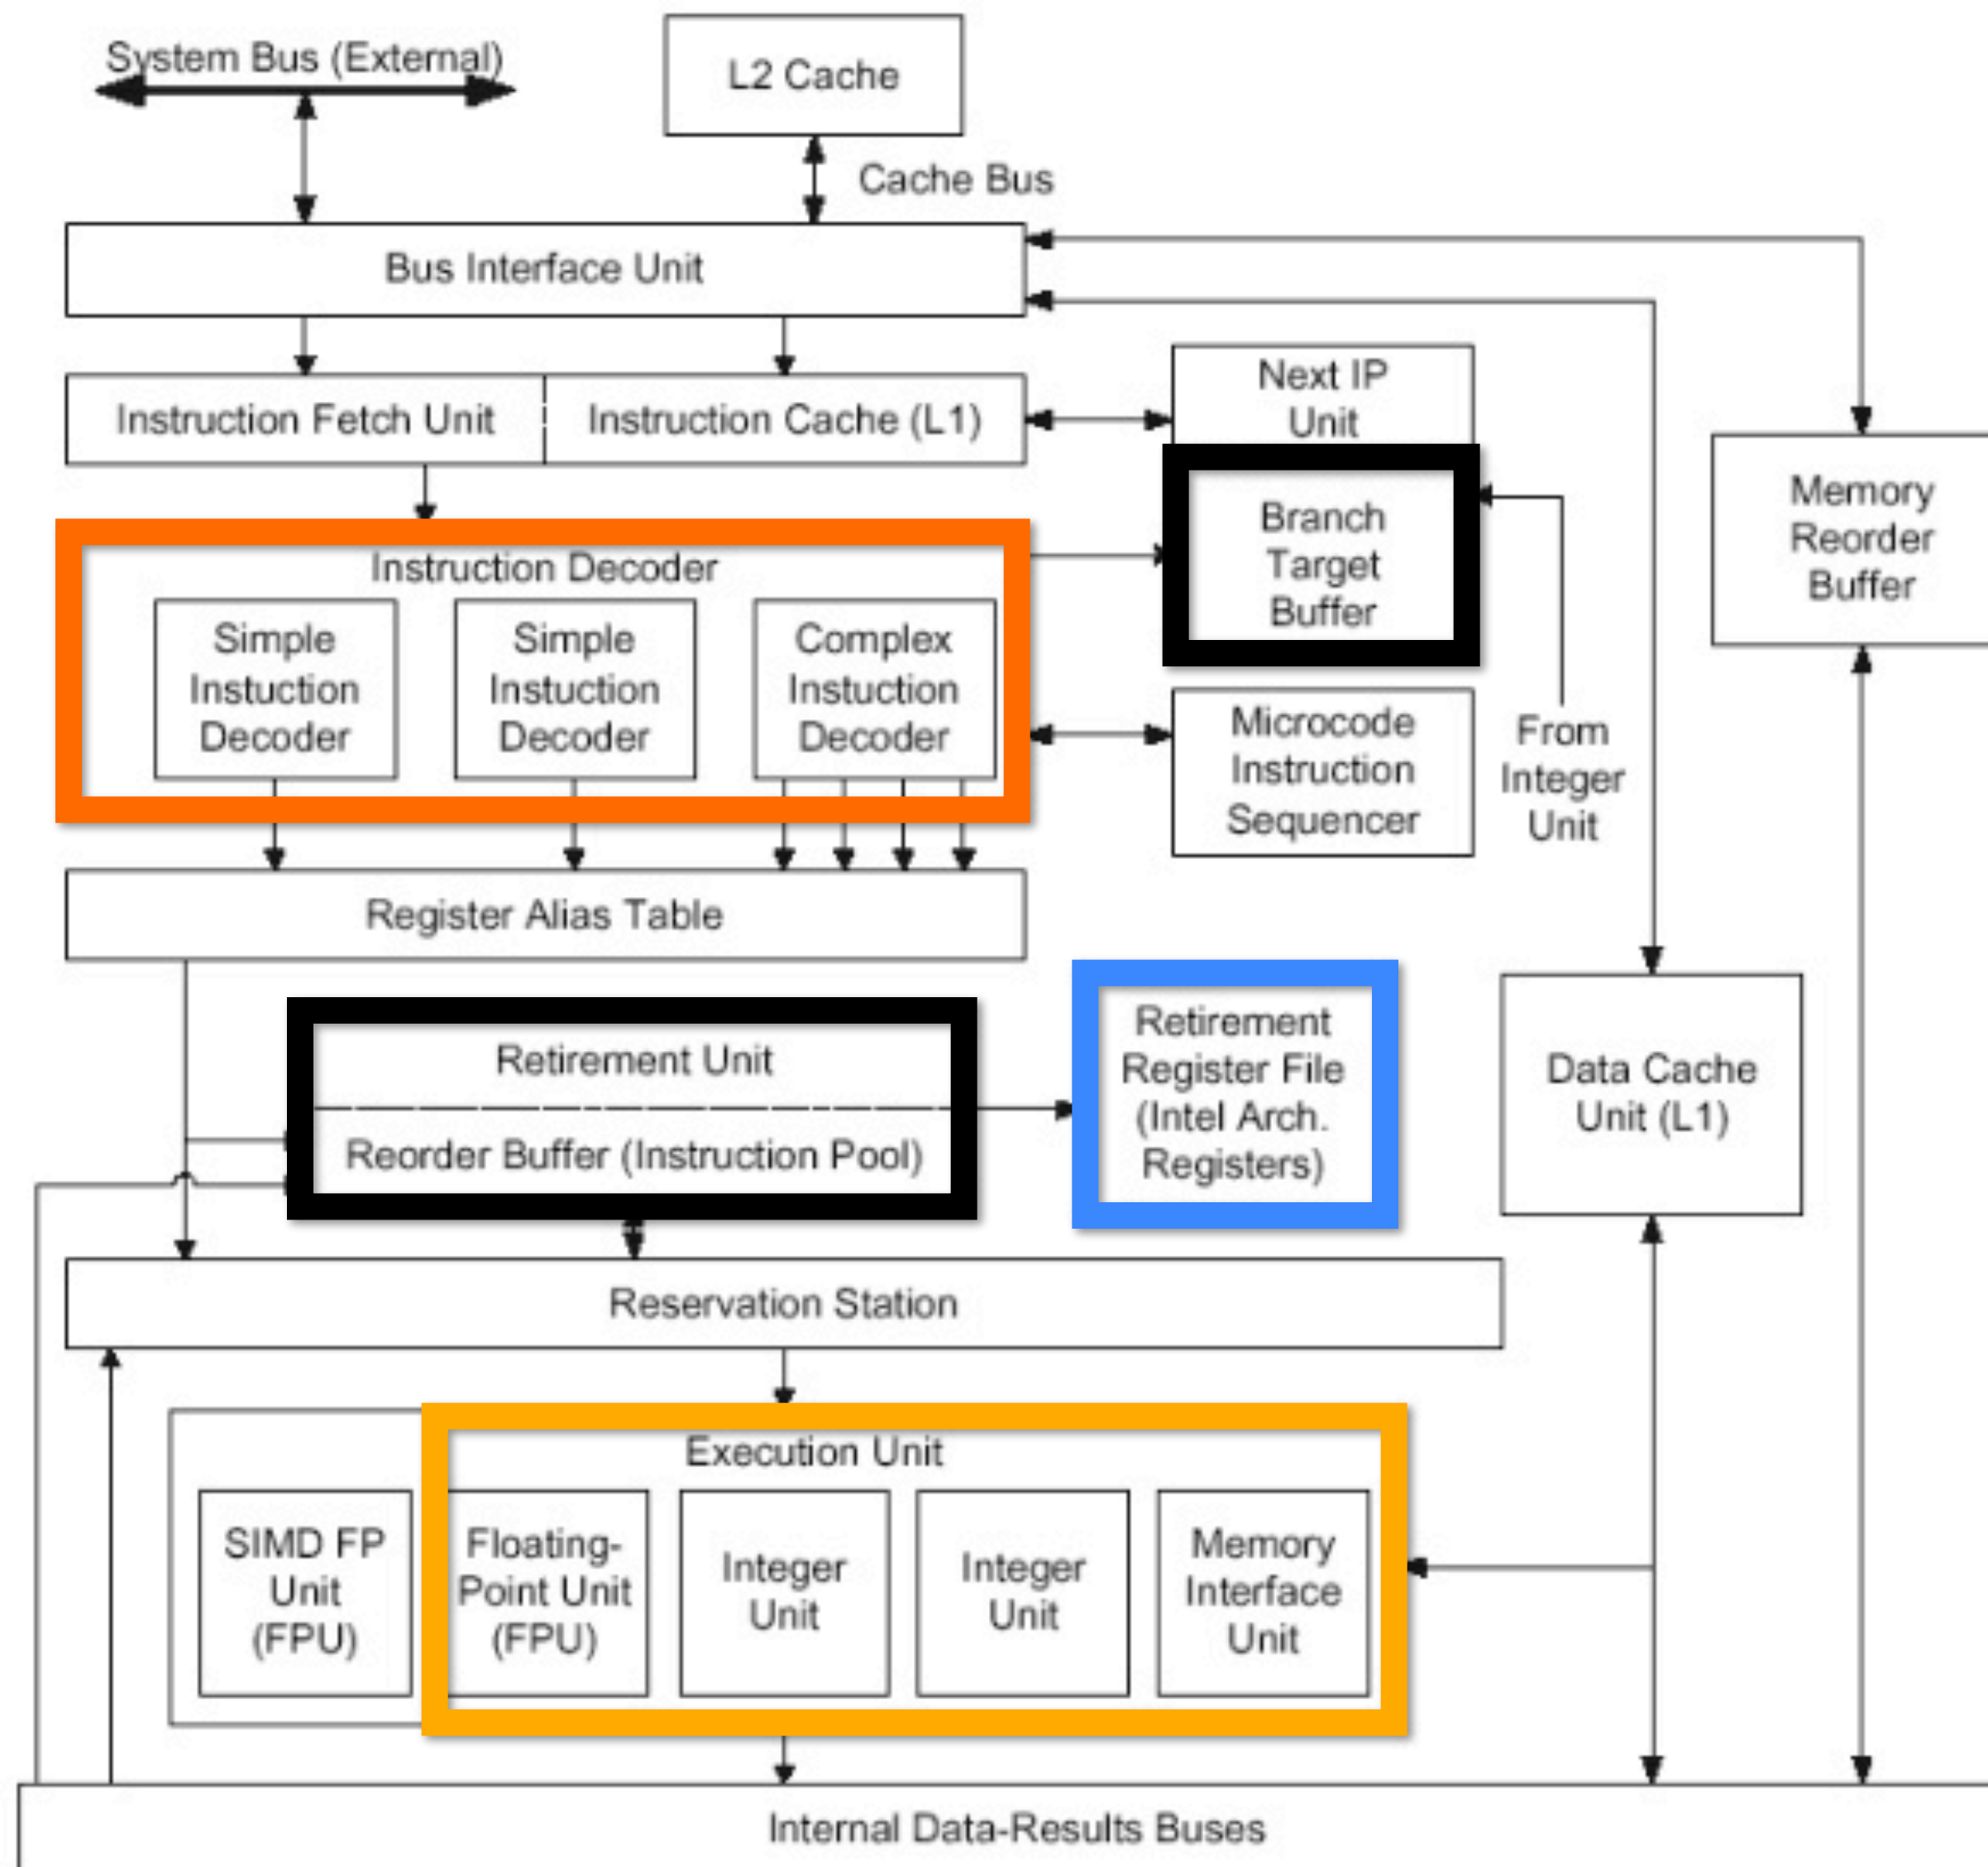 System Bus (External)
L2 Cache
Cache Bus
Bus Interface Unit
Instruction Fetch Unit
Instruction Cache (L1)
Next IP
Unit
Branch
Target
Buffer
Memory
Reorder
Buffer
Instruction Decoder
Simple
Instuction
Decoder
Simple
Instuction
Decoder
Complex
Instuction
Decoder
Microcode
Instruction
Sequencer
From
Integer
Unit
Register Alias Table
Retirement Unit
Reorder Buffer (Instruction Pool)
Retirement
Register File
(Intel Arch.
Registers)
Data Cache
Unit (L1)
Reservation Station
Execution Unit
SIMD FP
Unit
(FPU)
Floating-
Point Unit
(FPU)
Integer
Unit
Integer
Unit
Memory
Interface
Unit
Internal Data-Results Buses